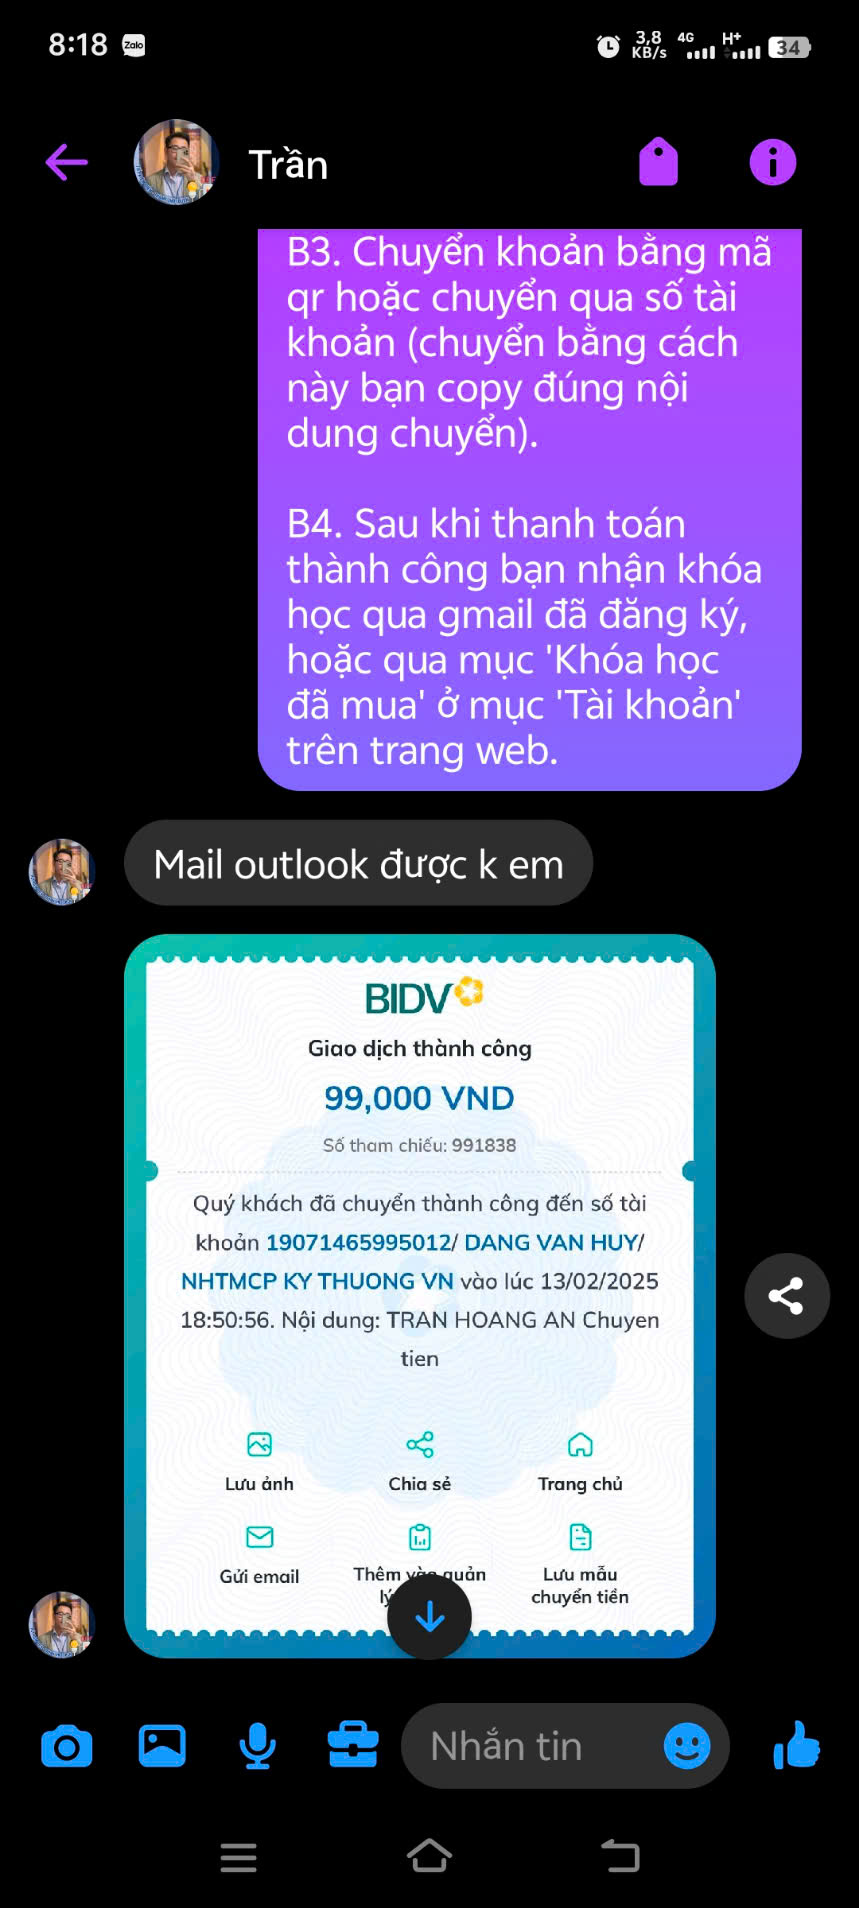 8:18 Zalo 3,8 KB/s 4G H+ 34
Trần
B3. Chuyển khoản bằng mã
qr hoặc chuyển qua số tài
khoản (chuyển bằng cách
này bạn copy đúng nội
dung chuyển).
B4. Sau khi thanh toán
thành công bạn nhận khóa
học qua gmail đã đăng ký,
hoặc qua mục 'Khóa học
đã mua' ở mục 'Tài khoản'
trên trang web.
Mail outlook được k em
BIDV
Giao dịch thành công
99,000 VND
Số tham chiếu: 991838
Quý khách đã chuyển thành công đến số tài
khoản 19071465995012/ DANG VAN HUY/
NHTMCP KY THUONG VN vào lúc 13/02/2025
18:50:56. Nội dung: TRAN HOANG AN Chuyen
tien
Lưu ảnh Chia sẻ Trang chủ
Gửi email Thêm vào quản Lưu mẫu
lý chuyển tiền
Nhắn tin